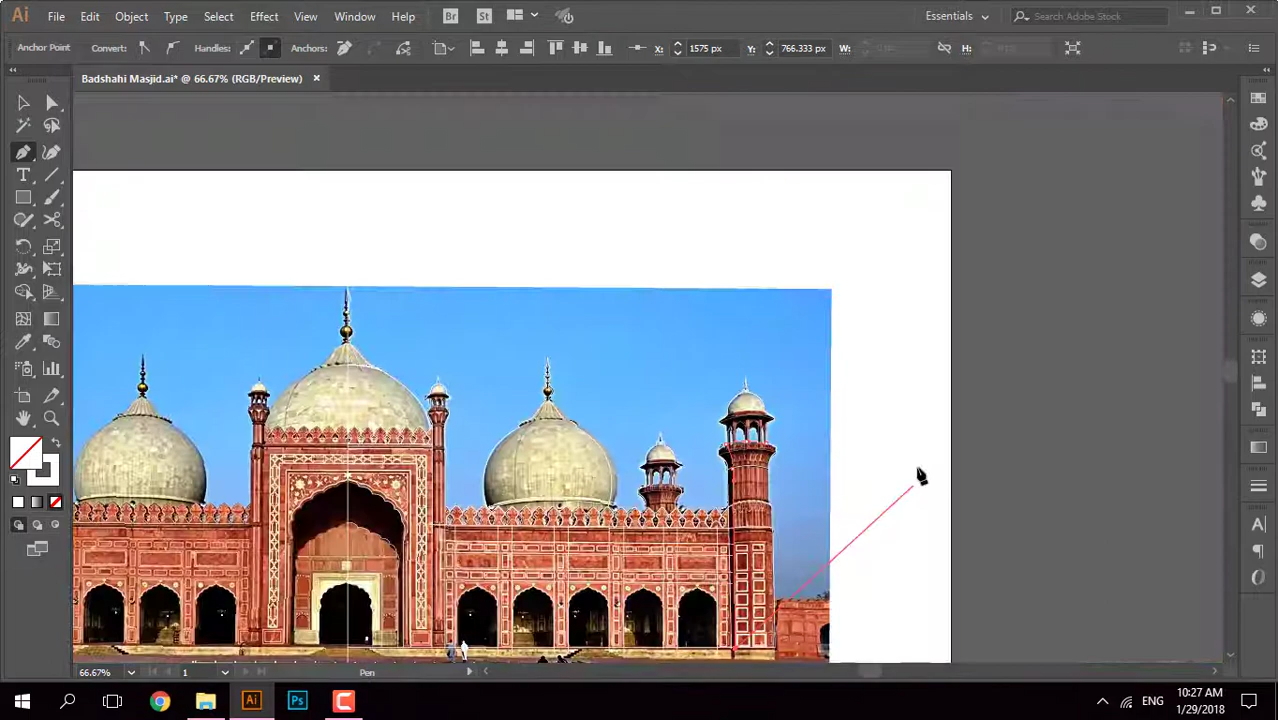 Ai File Edit Object Type Select Effect View Window Help Br St Essentials Search Adobe Stock
Anchor Point Convert: Handles: Anchors: X: 1575 px Y: 766.333 px W: H:
Badshahi Masjid.ai* @ 66.67% (RGB/Preview)
66.67% 1 Pen
Ai Ps ENG 10:27 AM
1/29/2018